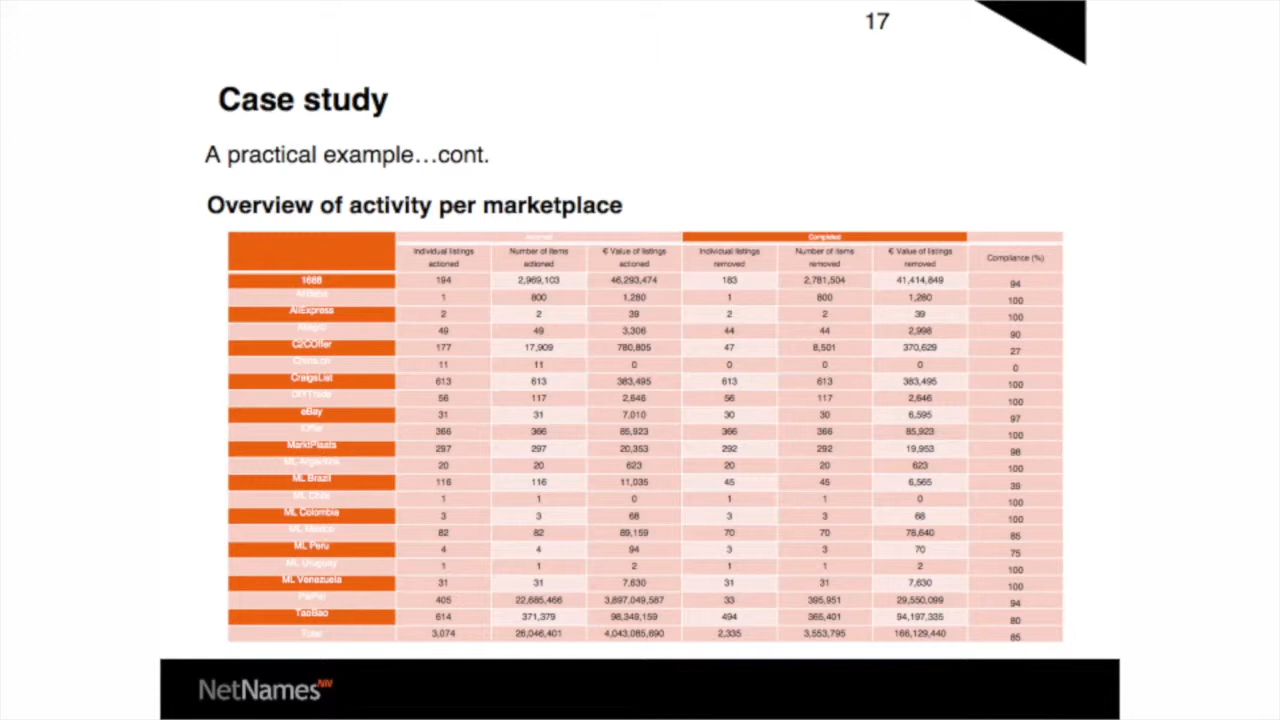 17
Case study
A practical example…cont.
Overview of activity per marketplace
Completed
Individual listings actioned Number of items actioned € Value of listings actioned Individual listings removed Number of items removed € Value of listings removed Compliance (%)
1688 194 2,969,103 46,293,474 183 2,781,504 41,414,849 94
1 800 1,280 1 800 1,280 100
AliExpress 2 2 39 2 2 39 100
Allegro 49 49 3,306 44 44 2,998 90
C2COffer 177 17,909 780,805 47 8,501 370,629 27
11 11 0 0 0 0 0
CraigsList 613 613 383,495 613 613 383,495 100
DIYTrade 56 117 2,646 56 117 2,646 100
eBay 31 31 7,010 30 30 6,595 97
iOffer 366 366 85,923 366 366 85,923 100
MarktPlaats 297 297 20,353 292 292 19,953 98
ML Argentina 20 20 623 20 20 623 100
ML Brazil 116 116 11,035 45 45 6,565 39
ML Chile 1 1 0 1 1 0 100
ML Colombia 3 3 68 3 3 68 100
ML Mexico 82 82 89,159 70 70 78,640 85
ML Peru 4 4 94 3 3 70 75
ML Uruguay 1 1 2 1 1 2 100
ML Venezuela 31 31 7,630 31 31 7,630 100
405 22,685,466 3,897,049,587 33 395,951 29,550,099 94
TaoBao 614 371,379 98,349,159 494 365,401 94,197,335 80
Total 3,074 26,046,401 4,043,085,690 2,335 3,553,795 166,129,440 85
NetNames